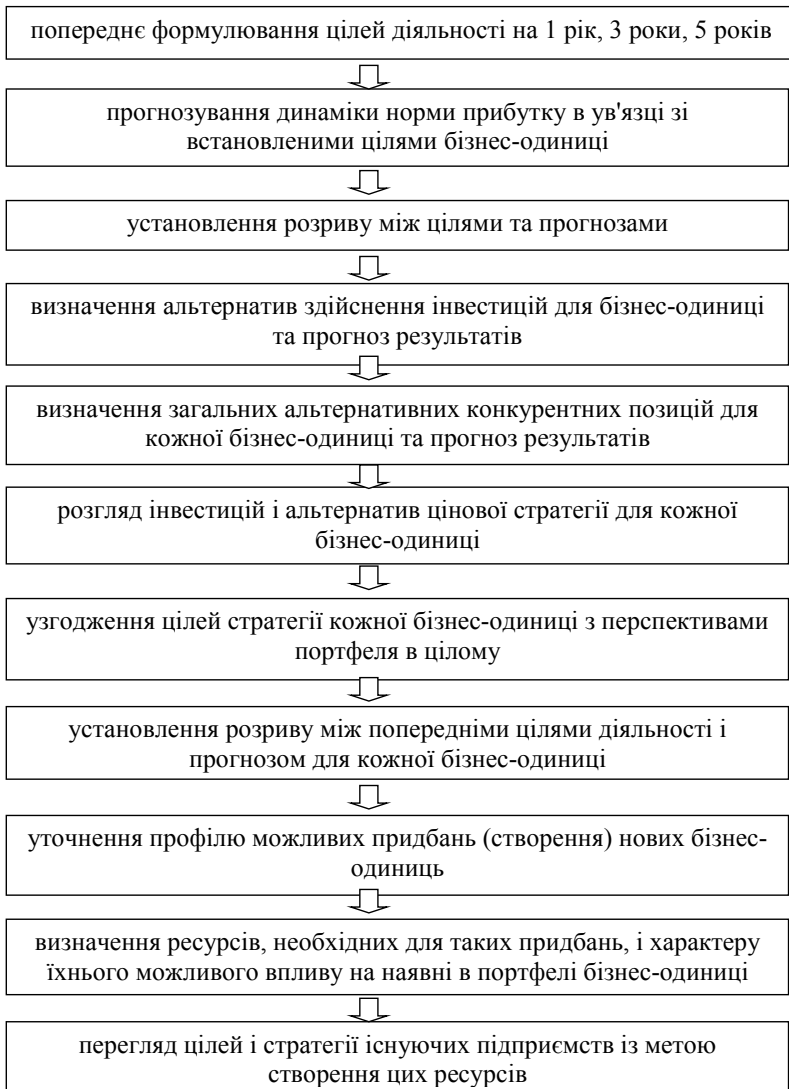 попереднє формулювання цілей діяльності на 1 рік, 3 роки, 5 років
прогнозування динаміки норми прибутку в ув'язці зі
встановленими цілями бізнес-одиниці
установлення розриву між цілями та прогнозами
визначення альтернатив здійснення інвестицій для бізнес-одиниці
та прогноз результатів
визначення загальних альтернативних конкурентних позицій для
кожної бізнес-одиниці та прогноз результатів
розгляд інвестицій і альтернатив цінової стратегії для кожної
бізнес-одиниці
узгодження цілей стратегії кожної бізнес-одиниці з перспективами
портфеля в цілому
установлення розриву між попередніми цілями діяльності і
прогнозом для кожної бізнес-одиниці
уточнення профілю можливих придбань (створення) нових бізнес-
одиниць
визначення ресурсів, необхідних для таких придбань, і характеру
їхнього можливого впливу на наявні в портфелі бізнес-одиниці
перегляд цілей і стратегії існуючих підприємств із метою
створення цих ресурсів